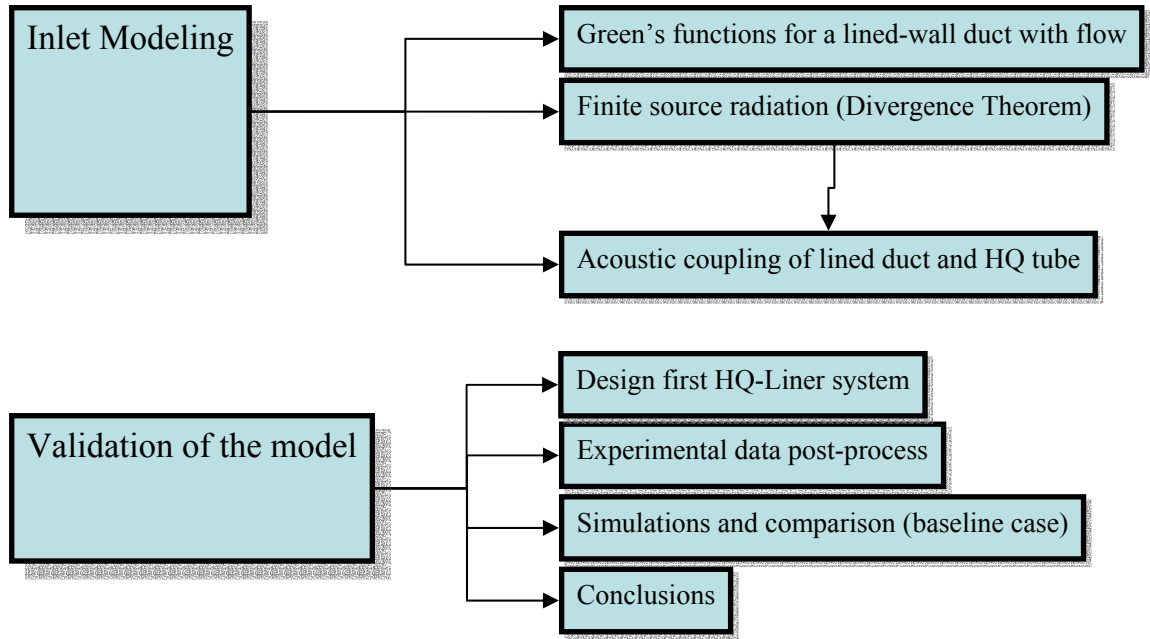 Inlet Modeling
Green’s functions for a lined-wall duct with flow
Finite source radiation (Divergence Theorem)
Acoustic coupling of lined duct and HQ tube
Validation of the model
Design first HQ-Liner system
Experimental data post-process
Simulations and comparison (baseline case)
Conclusions